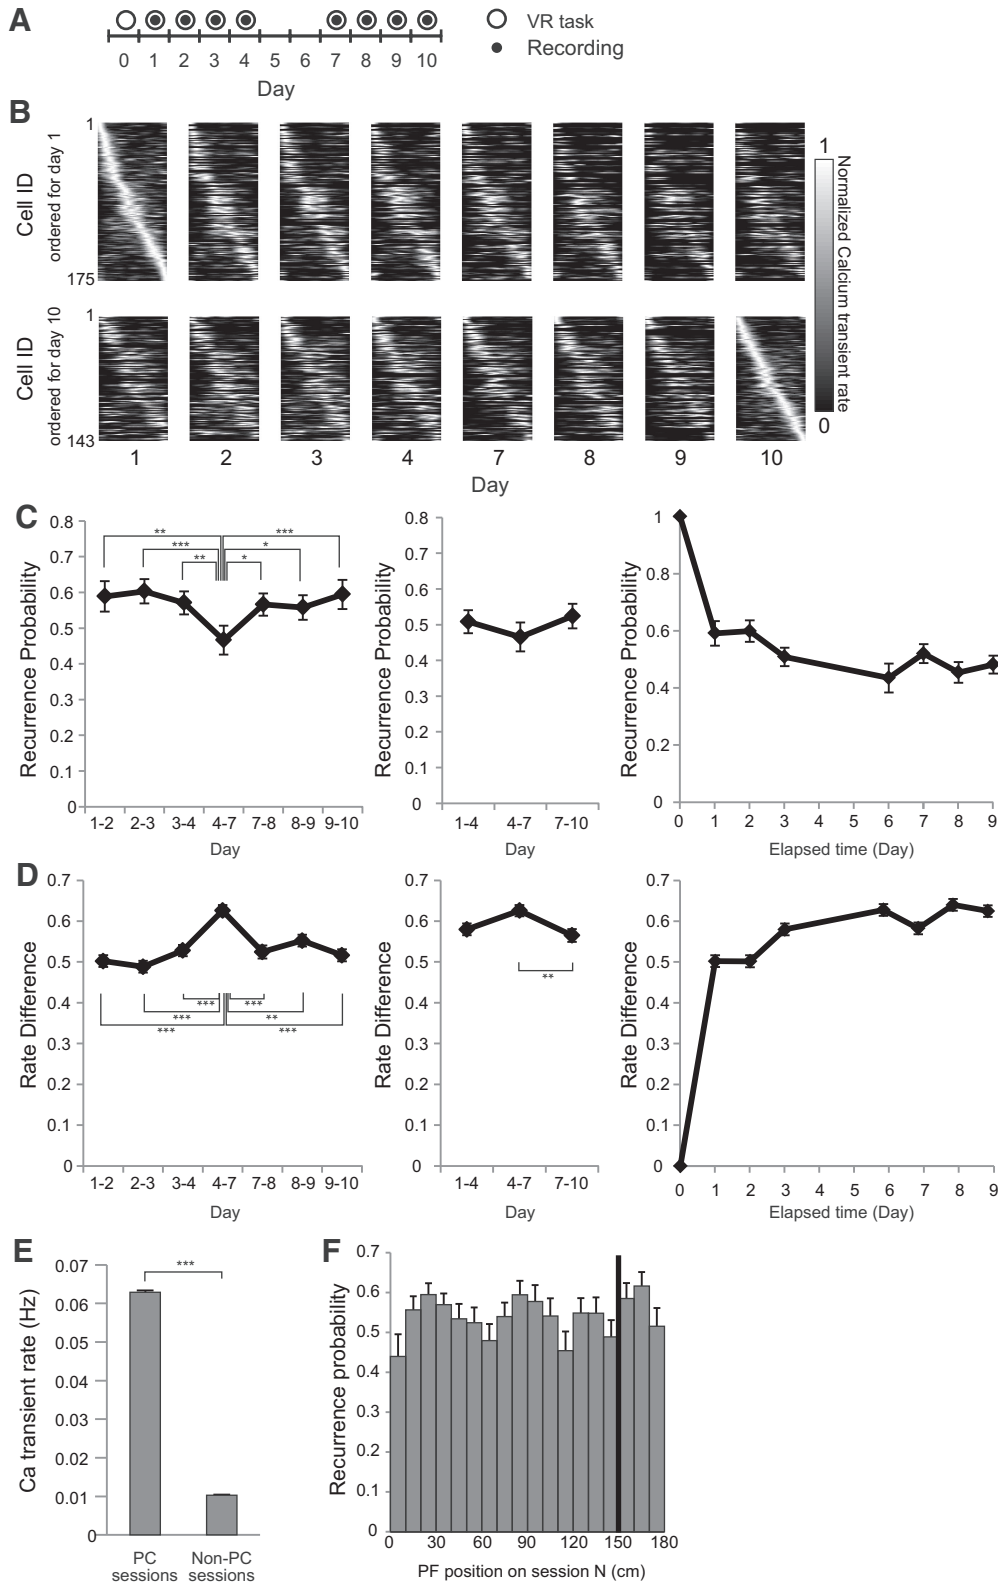 A
VR task
Recording
0 1 2 3 4 5 6 7 8 9 10
Day
B
1
Cell ID
ordered for day 1
175
1
Cell ID
ordered for day 10
143
1
Normalized Calcium transient rate
0
1 2 3 4 7 8 9 10
Day
C
Recurrence Probability
0.8
0.7
0.6
0.5
0.4
0.3
0.2
0.1
0
** ***
*** *
** *
1-2 2-3 3-4 4-7 7-8 8-9 9-10
Day
Recurrence Probability
0.8
0.7
0.6
0.5
0.4
0.3
0.2
0.1
0
1-4 4-7 7-10
Day
Recurrence Probability
1
0.8
0.6
0.4
0.2
0
0 1 2 3 4 5 6 7 8 9
Elapsed time (Day)
D
Rate Difference
0.7
0.6
0.5
0.4
0.3
0.2
0.1
0
*** ***
*** **
*** ***
1-2 2-3 3-4 4-7 7-8 8-9 9-10
Day
Rate Difference
0.7
0.6
0.5
0.4
0.3
0.2
0.1
0
**
1-4 4-7 7-10
Day
Rate Difference
0.7
0.6
0.5
0.4
0.3
0.2
0.1
0
0 1 2 3 4 5 6 7 8 9
Elapsed time (Day)
E
Ca transient rate (Hz)
0.07
0.06
0.05
0.04
0.03
0.02
0.01
0
***
PC sessions
Non-PC sessions
F
Recurrence probability
0.7
0.6
0.5
0.4
0.3
0.2
0.1
0
0 30 60 90 120 150 180
PF position on session N (cm)